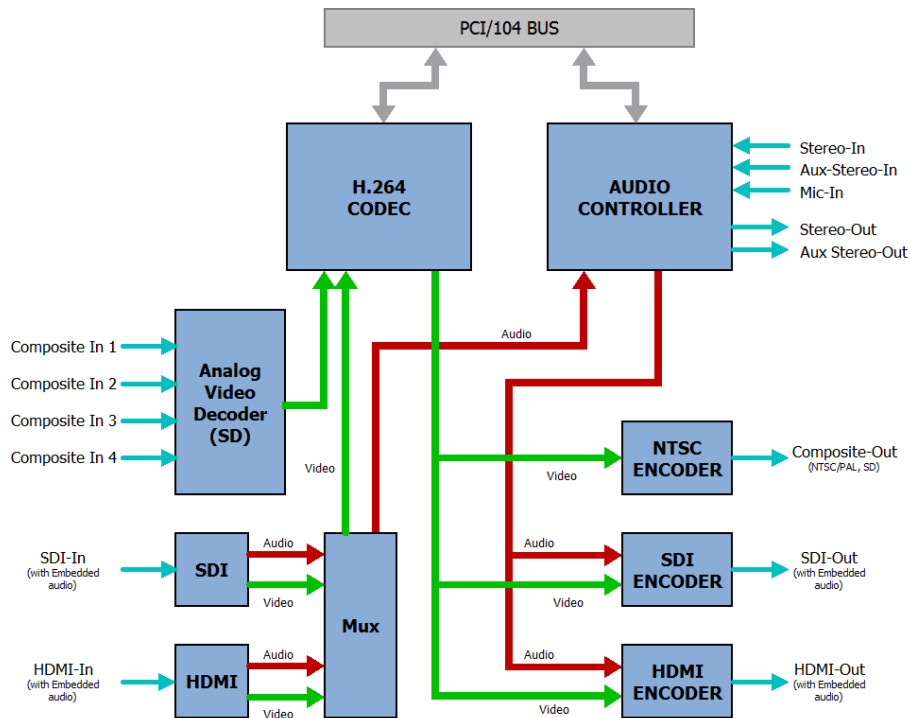 PCI/104 BUS
H.264
CODEC
AUDIO
CONTROLLER
Stereo-In
Aux-Stereo-In
Mic-In
Stereo-Out
Aux Stereo-Out
Audio
Composite In 1
Composite In 2
Composite In 3
Composite In 4
Analog
Video
Decoder
(SD)
Video
Video
NTSC
ENCODER
Composite-Out
(NTSC/PAL, SD)
SDI-In
(with Embedded
audio)
SDI
Audio
Video
Mux
Audio
Video
SDI
ENCODER
SDI-Out
(with Embedded
audio)
HDMI-In
(with Embedded
audio)
HDMI
Audio
Video
Audio
Video
HDMI
ENCODER
HDMI-Out
(with Embedded
audio)